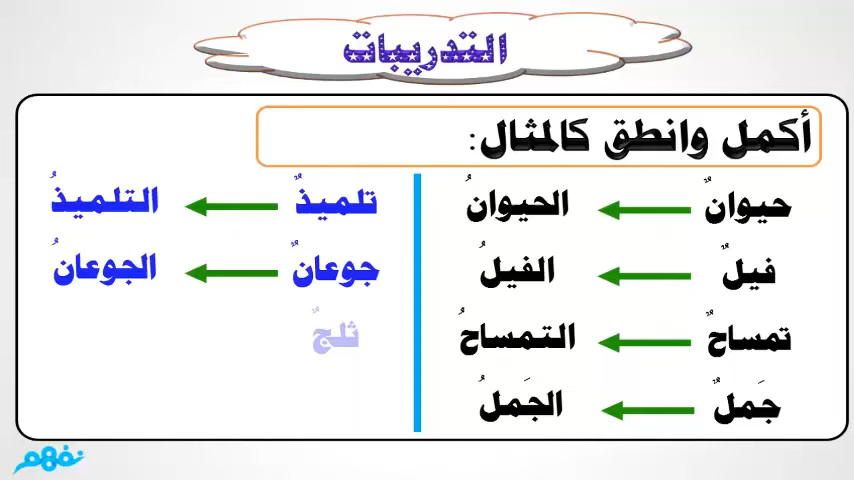 التدريبات
أكمل وانطق كالمثال:
حيوانٌ الحيوانُ
فيلٌ الفيلُ
تمساحٌ التمساحُ
جَملٌ الجَملُ
تلميذٌ التلميذُ
جوعانٌ الجوعانُ
ثلجٌ
نفهم